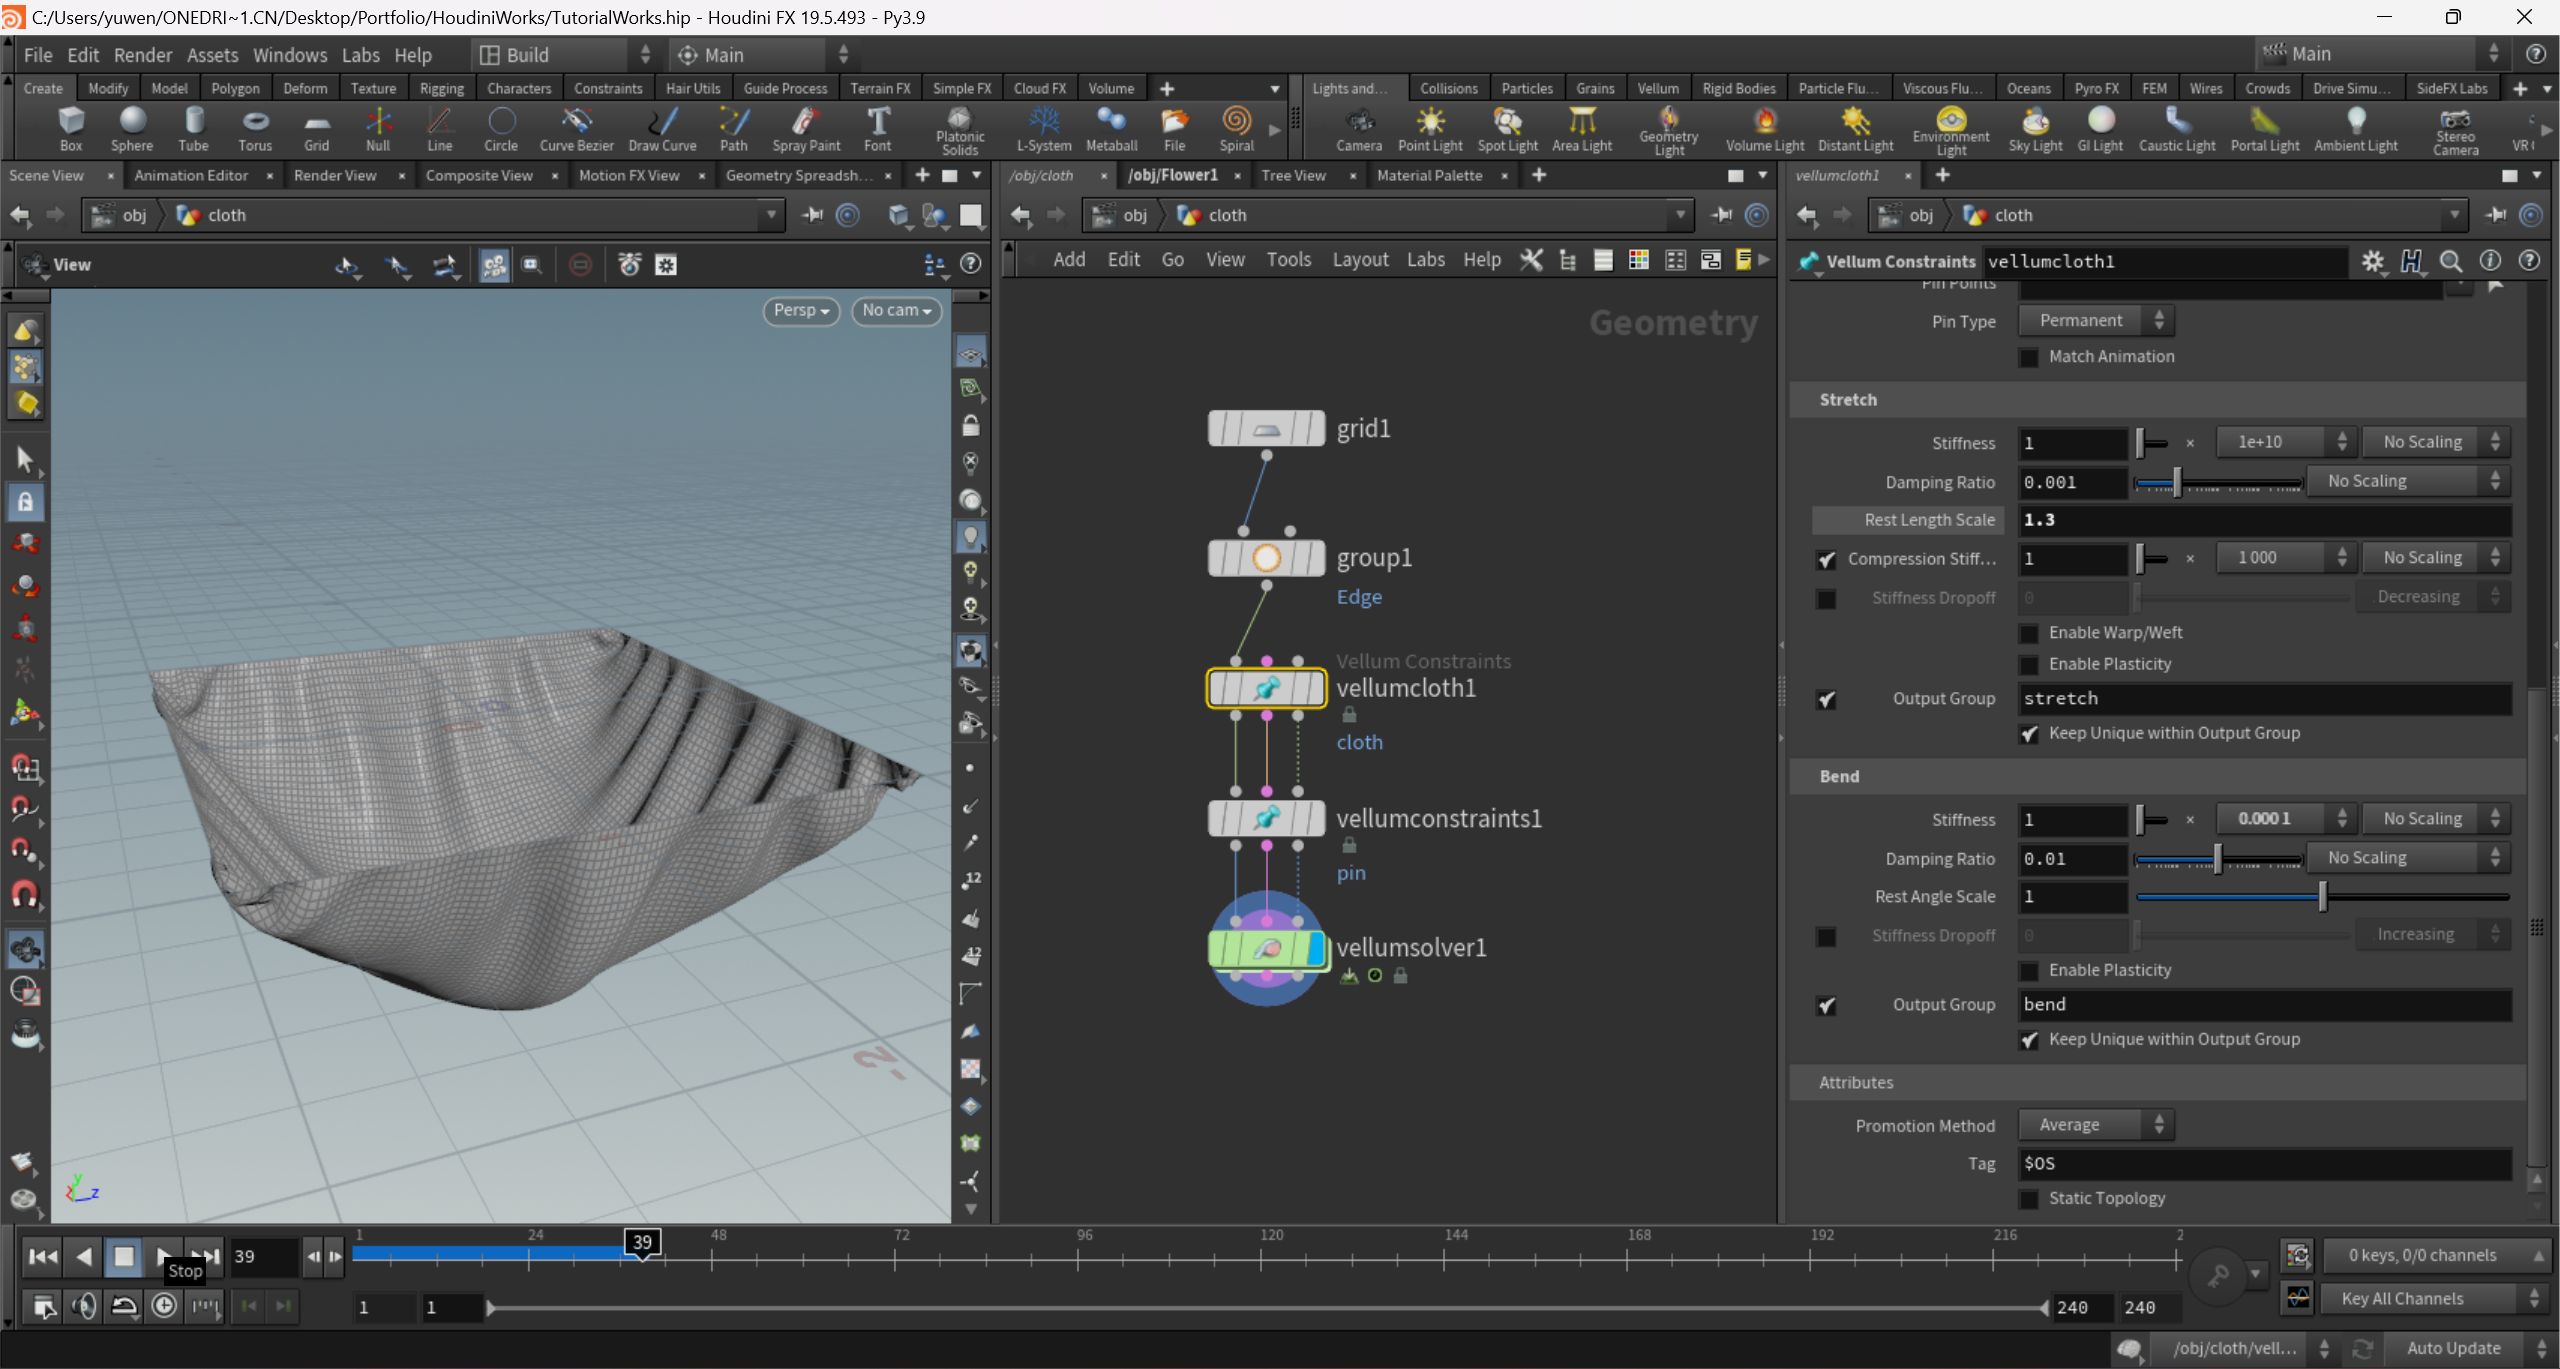 C:/Users/yuwen/ONEDRI~1.CN/Desktop/Portfolio/HoudiniWorks/TutorialWorks.hip - Houdini FX 19.5.493 - Py3.9
File Edit Render Assets Windows Labs Help Build Main Main
Create Modify Model Polygon Deform Texture Rigging Characters Constraints Hair Utils Guide Process Terrain FX Simple FX Cloud FX Volume
Lights and... Collisions Particles Grains Vellum Rigid Bodies Particle Flu... Viscous Flu... Oceans Pyro FX FEM Wires Crowds Drive Simu... SideFX Labs
Box Sphere Tube Torus Grid Null Line Circle Curve Bezier Draw Curve Path Spray Paint Font Platonic Solids L-System Metaball File Spiral
Camera Point Light Spot Light Area Light Geometry Light Volume Light Distant Light Environment Light Sky Light GI Light Caustic Light Portal Light Ambient Light Stereo Camera
Scene View Animation Editor Render View Composite View Motion FX View Geometry Spreadsh...
/obj/cloth /obj/Flower1 Tree View Material Palette
vellumcloth1
obj cloth
obj cloth
obj cloth
View
Add Edit Go View Tools Layout Labs Help
Vellum Constraints vellumcloth1
Persp No cam
Geometry
grid1
group1
Edge
Vellum Constraints
vellumcloth1
cloth
vellumconstraints1
pin
vellumsolver1
12
12
y
z
Pin Points
Pin Type Permanent
Match Animation
Stretch
Stiffness 1 × 1e+10 No Scaling
Damping Ratio 0.001 No Scaling
Rest Length Scale 1.3
Compression Stiff... 1 × 1000 No Scaling
Stiffness Dropoff 0 Decreasing
Enable Warp/Weft
Enable Plasticity
Output Group stretch
Keep Unique within Output Group
Bend
Stiffness 1 × 0.0001 No Scaling
Damping Ratio 0.01 No Scaling
Rest Angle Scale 1
Stiffness Dropoff 0 Increasing
Enable Plasticity
Output Group bend
Keep Unique within Output Group
Attributes
Promotion Method Average
Tag $OS
Static Topology
39
1 24 39 48 72 96 120 144 168 192 216 2
Stop
0 keys, 0/0 channels
1 1 240 240
Key All Channels
/obj/cloth/vell... Auto Update